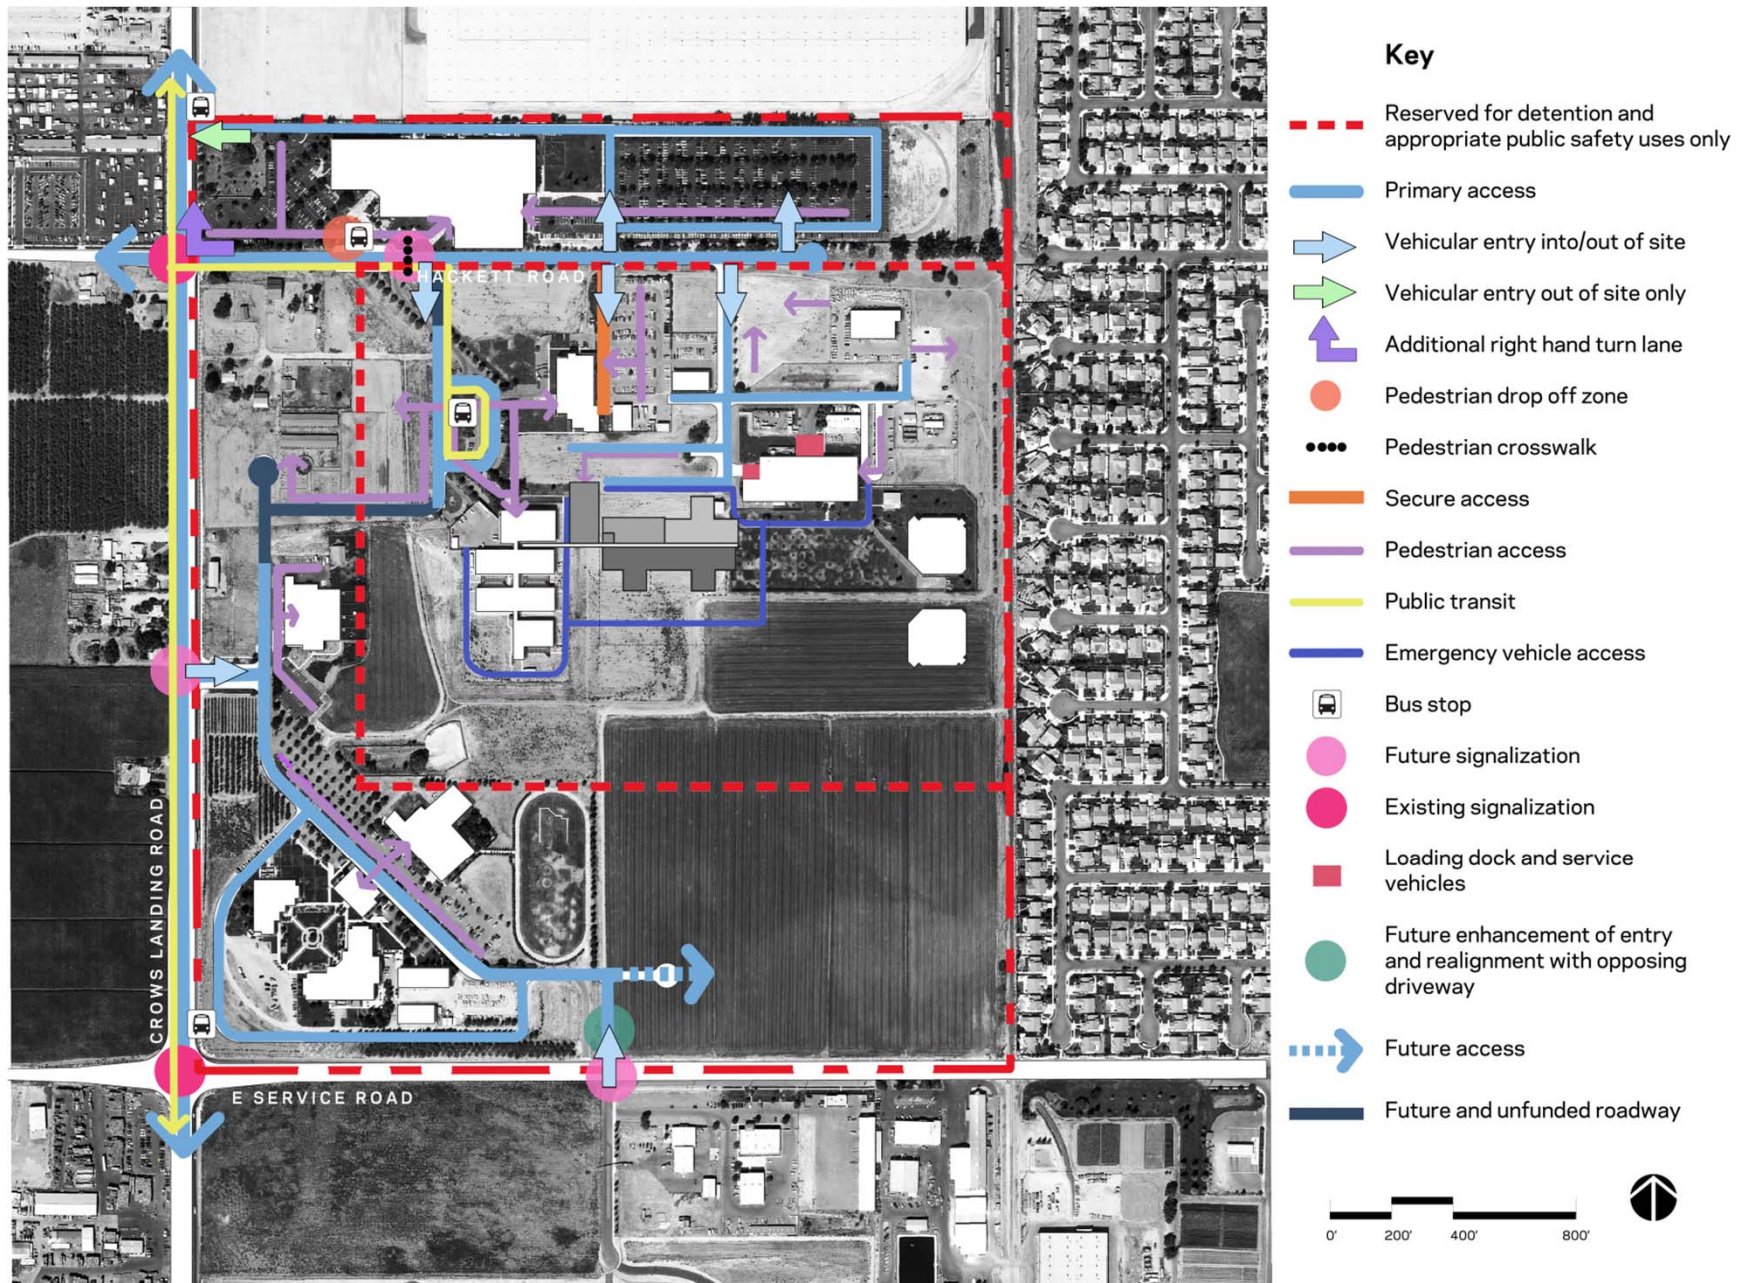 Key
Reserved for detention and
appropriate public safety uses only
Primary access
Vehicular entry into/out of site
Vehicular entry out of site only
Additional right hand turn lane
Pedestrian drop off zone
Pedestrian crosswalk
Secure access
Pedestrian access
Public transit
Emergency vehicle access
Bus stop
Future signalization
Existing signalization
Loading dock and service
vehicles
Future enhancement of entry
and realignment with opposing
driveway
Future access
Future and unfunded roadway
0' 200' 400' 800'
HACKETT ROAD
CROWS LANDING ROAD
E SERVICE ROAD